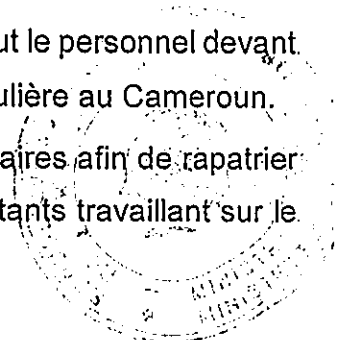 ut le personnel devant
ulière au Cameroun.
aires afin de rapatrier
tants travaillant sur le